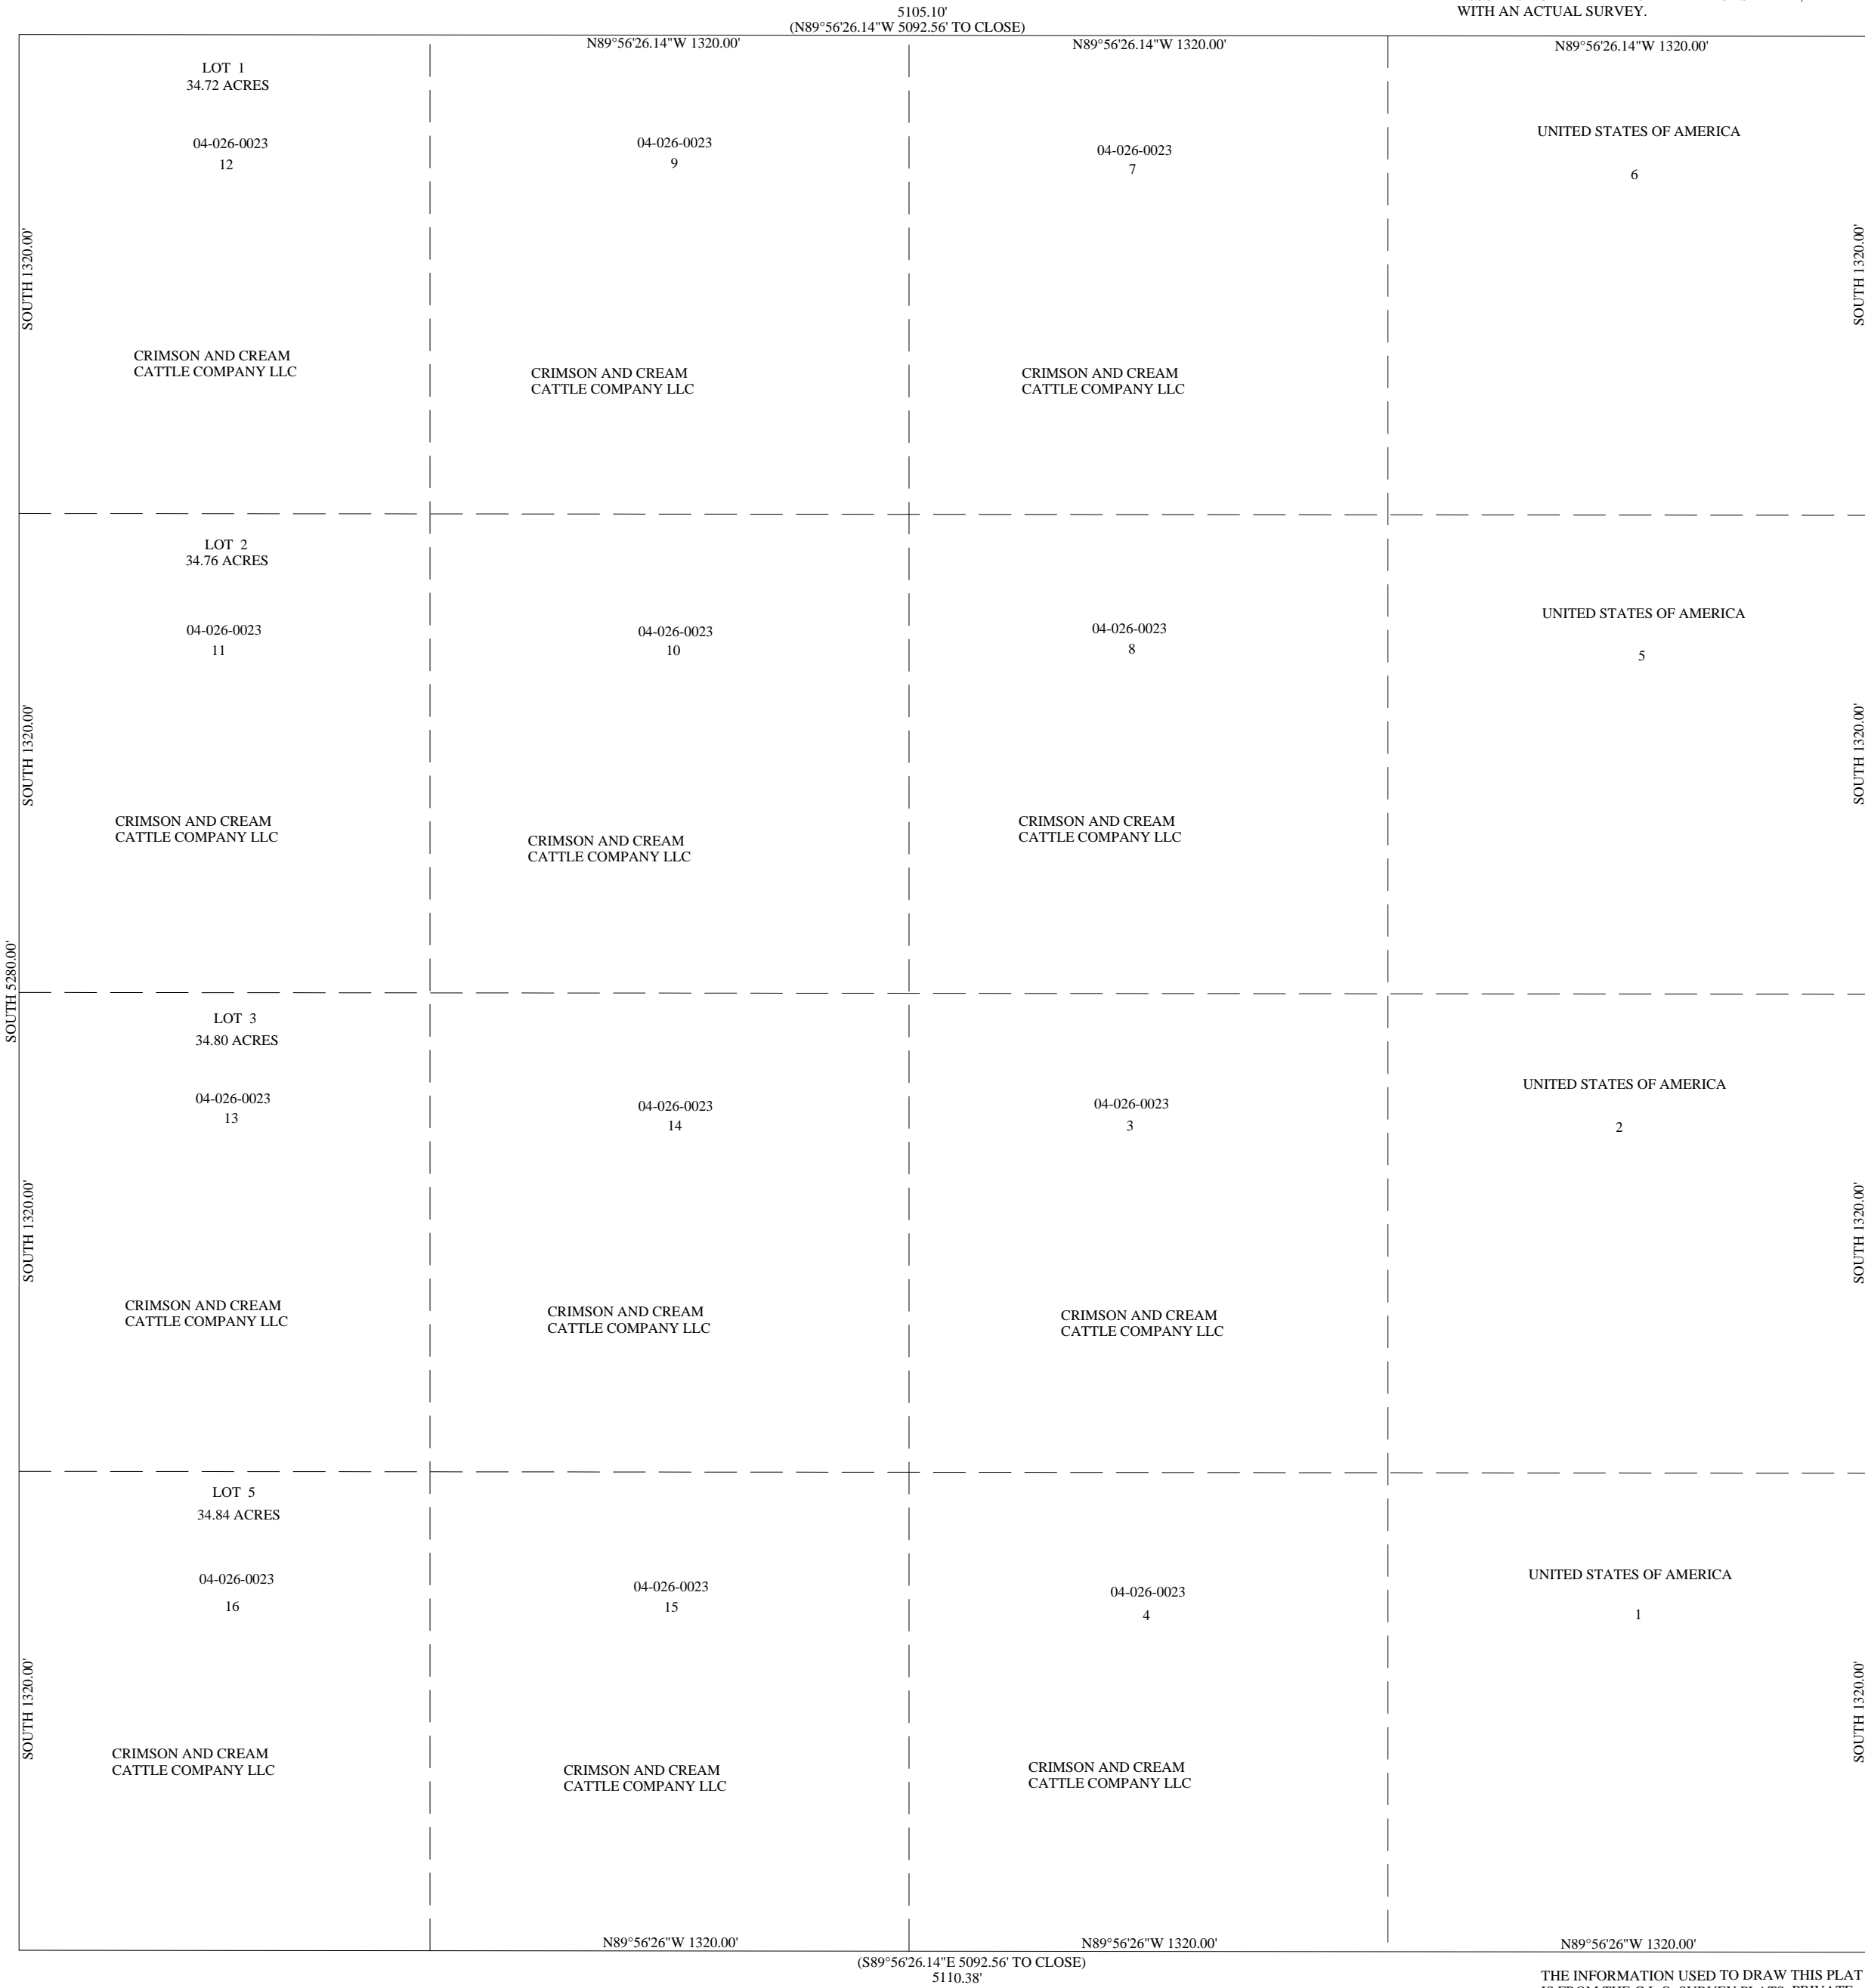 5105.10'
(N89°56'26.14"W 5092.56' TO CLOSE)
WITH AN ACTUAL SURVEY.
N89°56'26.14"W 1320.00'
N89°56'26.14"W 1320.00'
N89°56'26.14"W 1320.00'
LOT 1
34.72 ACRES
04-026-0023
12
04-026-0023
9
04-026-0023
7
UNITED STATES OF AMERICA
6
SOUTH 1320.00'
SOUTH 1320.00'
CRIMSON AND CREAM
CATTLE COMPANY LLC
CRIMSON AND CREAM
CATTLE COMPANY LLC
CRIMSON AND CREAM
CATTLE COMPANY LLC
LOT 2
34.76 ACRES
04-026-0023
11
04-026-0023
10
04-026-0023
8
UNITED STATES OF AMERICA
5
SOUTH 1320.00'
SOUTH 1320.00'
CRIMSON AND CREAM
CATTLE COMPANY LLC
CRIMSON AND CREAM
CATTLE COMPANY LLC
CRIMSON AND CREAM
CATTLE COMPANY LLC
SOUTH 5280.00'
LOT 3
34.80 ACRES
04-026-0023
13
04-026-0023
14
04-026-0023
3
UNITED STATES OF AMERICA
2
SOUTH 1320.00'
SOUTH 1320.00'
CRIMSON AND CREAM
CATTLE COMPANY LLC
CRIMSON AND CREAM
CATTLE COMPANY LLC
CRIMSON AND CREAM
CATTLE COMPANY LLC
LOT 5
34.84 ACRES
04-026-0023
16
04-026-0023
15
04-026-0023
4
UNITED STATES OF AMERICA
1
SOUTH 1320.00'
SOUTH 1320.00'
CRIMSON AND CREAM
CATTLE COMPANY LLC
CRIMSON AND CREAM
CATTLE COMPANY LLC
CRIMSON AND CREAM
CATTLE COMPANY LLC
N89°56'26"W 1320.00'
N89°56'26"W 1320.00'
N89°56'26"W 1320.00'
(S89°56'26.14"E 5092.56' TO CLOSE)
5110.38'
THE INFORMATION USED TO DRAW THIS PLAT
IS FROM THE G.L.O. SURVEY PLATS, PRIVATE